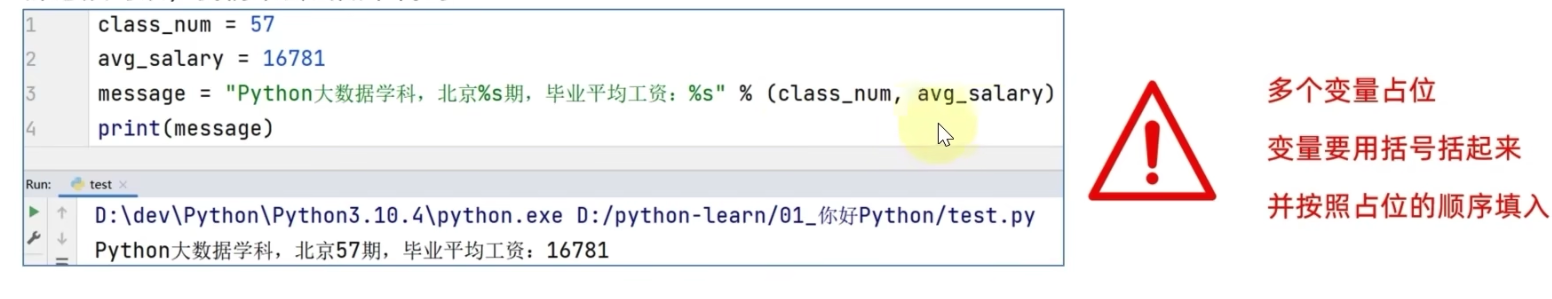 1 class_num = 57
2 avg_salary = 16781
3 message = "Python大数据学科，北京%s期，毕业平均工资：%s" % (class_num, avg_salary)
4 print(message)
Run: test ×
D:\dev\Python\Python3.10.4\python.exe D:/python-learn/01_你好Python/test.py
Python大数据学科，北京57期，毕业平均工资：16781
多个变量占位
变量要用括号括起来
并按照占位的顺序填入